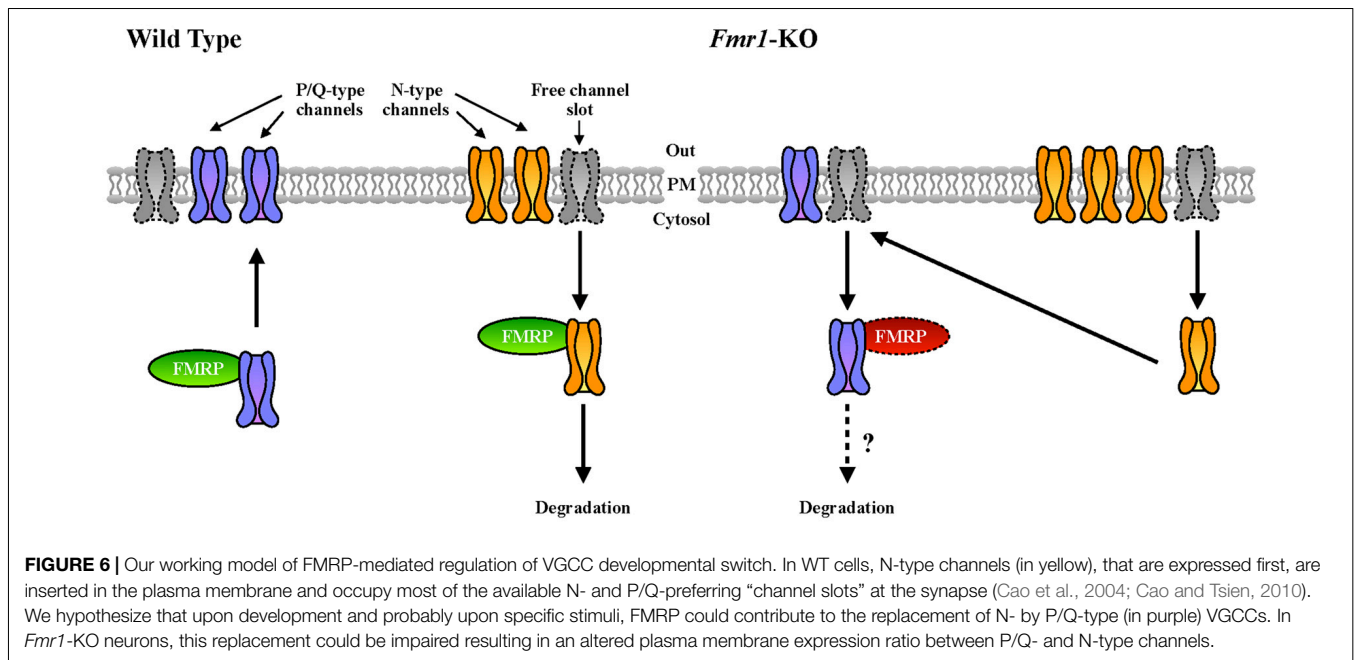 Wild Type
Fmr1-KO
P/Q-type
channels
N-type
channels
Free channel
slot
Out
PM
Cytosol
FMRP
FMRP
FMRP
?
Degradation
Degradation
FIGURE 6 | Our working model of FMRP-mediated regulation of VGCC developmental switch. In WT cells, N-type channels (in yellow), that are expressed first, are
inserted in the plasma membrane and occupy most of the available N- and P/Q-preferring “channel slots” at the synapse (Cao et al., 2004; Cao and Tsien, 2010).
We hypothesize that upon development and probably upon specific stimuli, FMRP could contribute to the replacement of N- by P/Q-type (in purple) VGCCs. In
Fmr1-KO neurons, this replacement could be impaired resulting in an altered plasma membrane expression ratio between P/Q- and N-type channels.